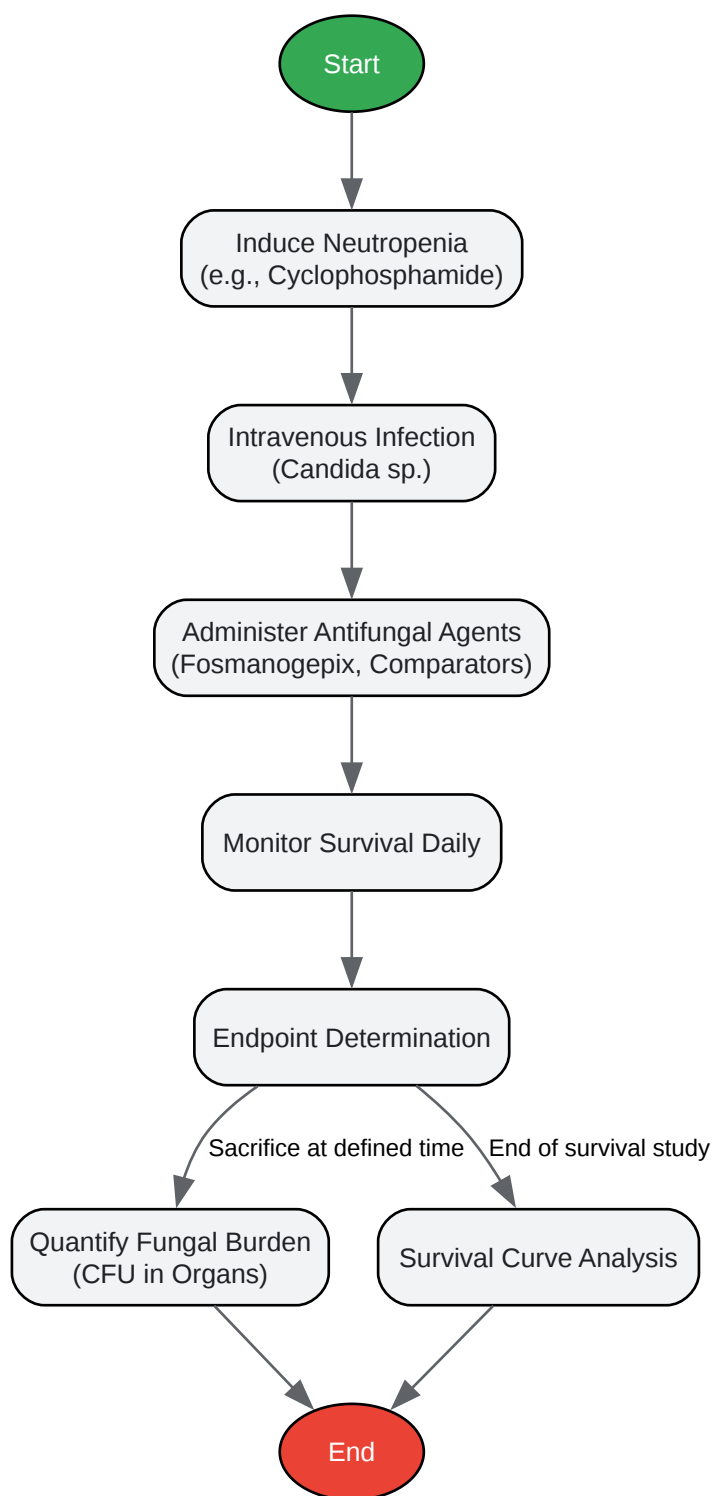 Start
Induce Neutropenia
(e.g., Cyclophosphamide)
Intravenous Infection
(Candida sp.)
Administer Antifungal Agents
(Fosmanogepix, Comparators)
Monitor Survival Daily
Endpoint Determination
Sacrifice at defined time
End of survival study
Quantify Fungal Burden
(CFU in Organs)
Survival Curve Analysis
End